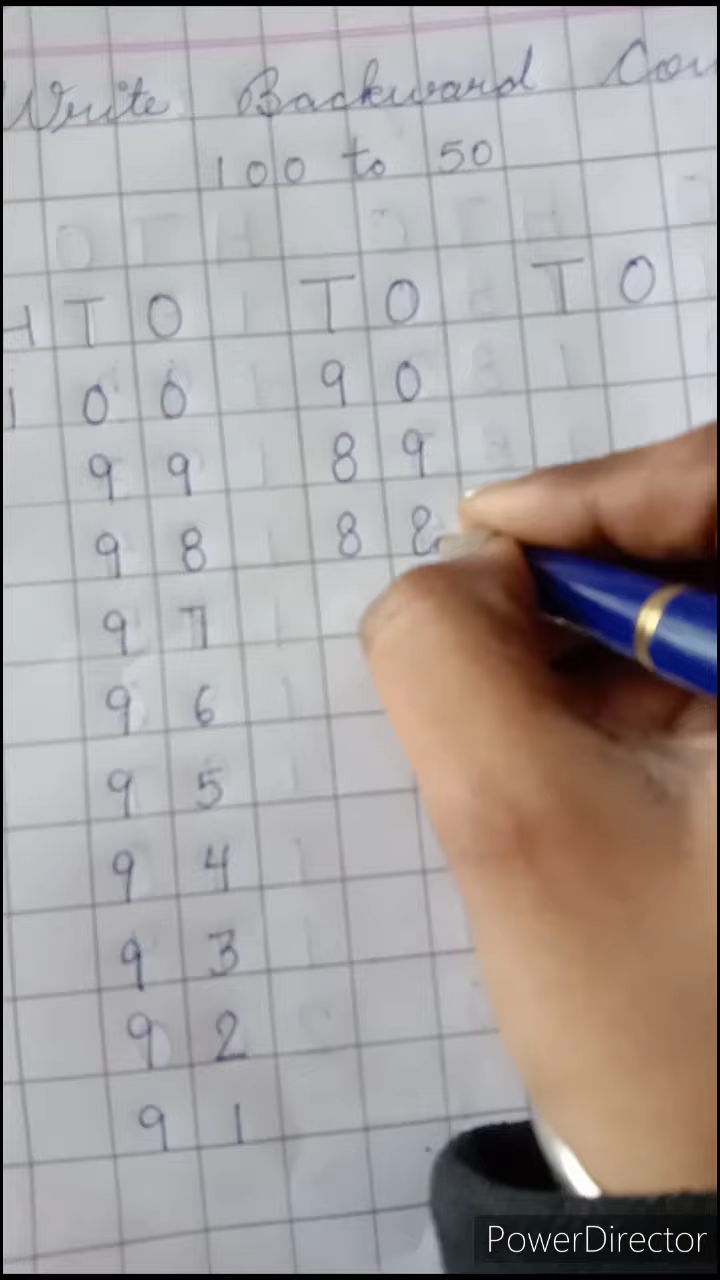 Write Backward Cou
100 to 50
H T O T O T O
1 0 0 9 0
9 9 8 9
9 8 8 8
9 7
9 6
9 5
9 4
9 3
9 2
9 1
PowerDirector